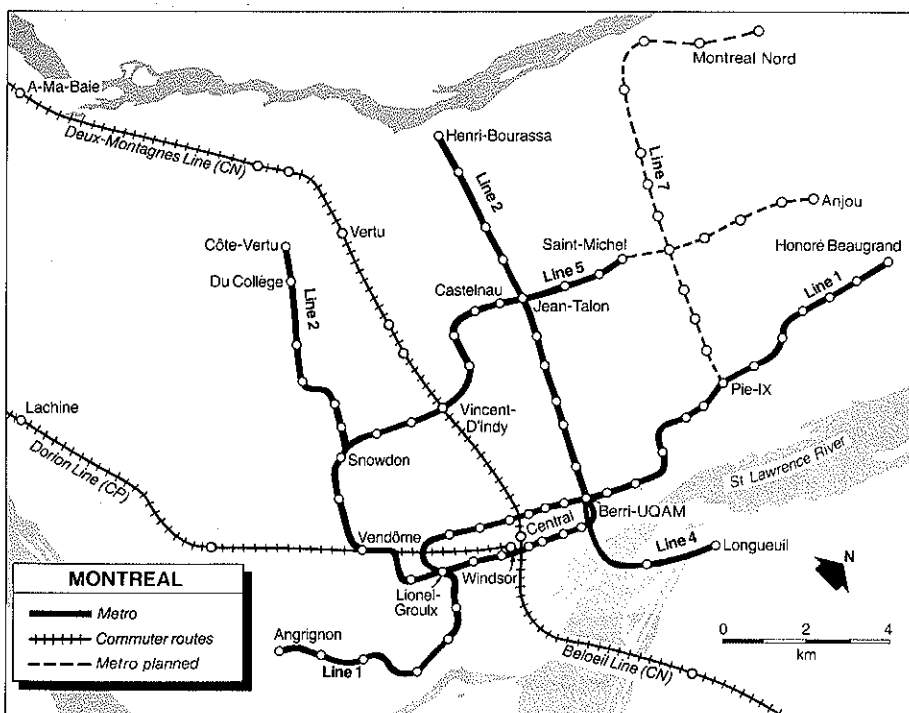 Montreal Nord
A-Ma-Baie
Deux-Montagnes Line (CN)
Henri-Bourassa
Line 2
Line 7
Anjou
Vertu
Côte-Vertu
Saint-Michel
Honoré Beaugrand
Du Collége
Line 5
Line 1
Castelnau
Line 2
Jean-Talon
Pie-IX
Lachine
Vincent-
D'indy
Snowdon
Dorion Line (CP)
St Lawrence River
Berri-UQAM
Central
Vendôme
Line 4
Longueuil
Windsor
N
MONTREAL
Metro
Commuter routes
Metro planned
Lionel-
Groulx
Angrignon
Line 1
Beloeil Line (CN)
0 2 4
km